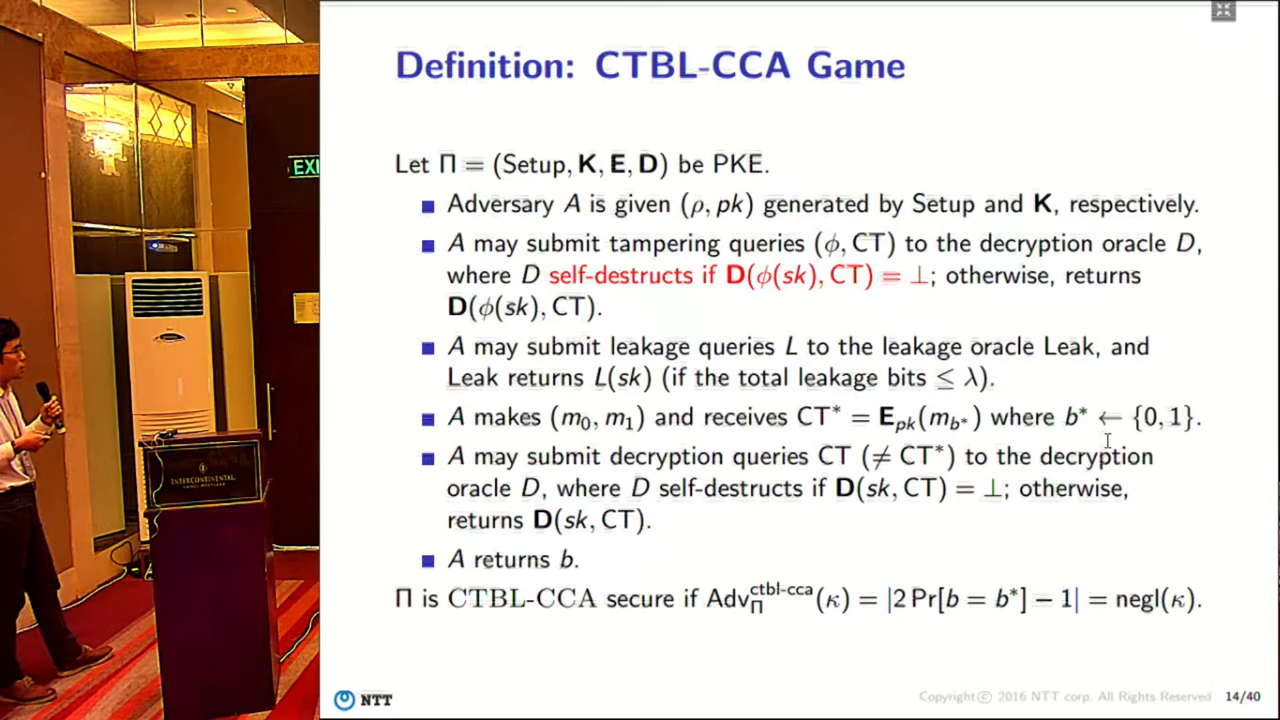 Definition: CTBL-CCA Game
Let Π = (Setup, K, E, D) be PKE.
Adversary A is given (ρ, pk) generated by Setup and K, respectively.
A may submit tampering queries (ϕ, CT) to the decryption oracle D,
where D self-destructs if D(ϕ(sk), CT) = ⊥; otherwise, returns
D(ϕ(sk), CT).
A may submit leakage queries L to the leakage oracle Leak, and
Leak returns L(sk) (if the total leakage bits ≤ λ).
A makes (m₀, m₁) and receives CT* = E_pk(m_b*) where b* ← {0, 1}.
A may submit decryption queries CT (≠ CT*) to the decryption
oracle D, where D self-destructs if D(sk, CT) = ⊥; otherwise,
returns D(sk, CT).
A returns b.
Π is CTBL-CCA secure if Adv_Π^ctbl-cca(κ) = |2 Pr[b = b*] − 1| = negl(κ).
NTT
Copyright© 2016 NTT corp. All Rights Reserved 14/40
EXI
INTERCONTINENTAL